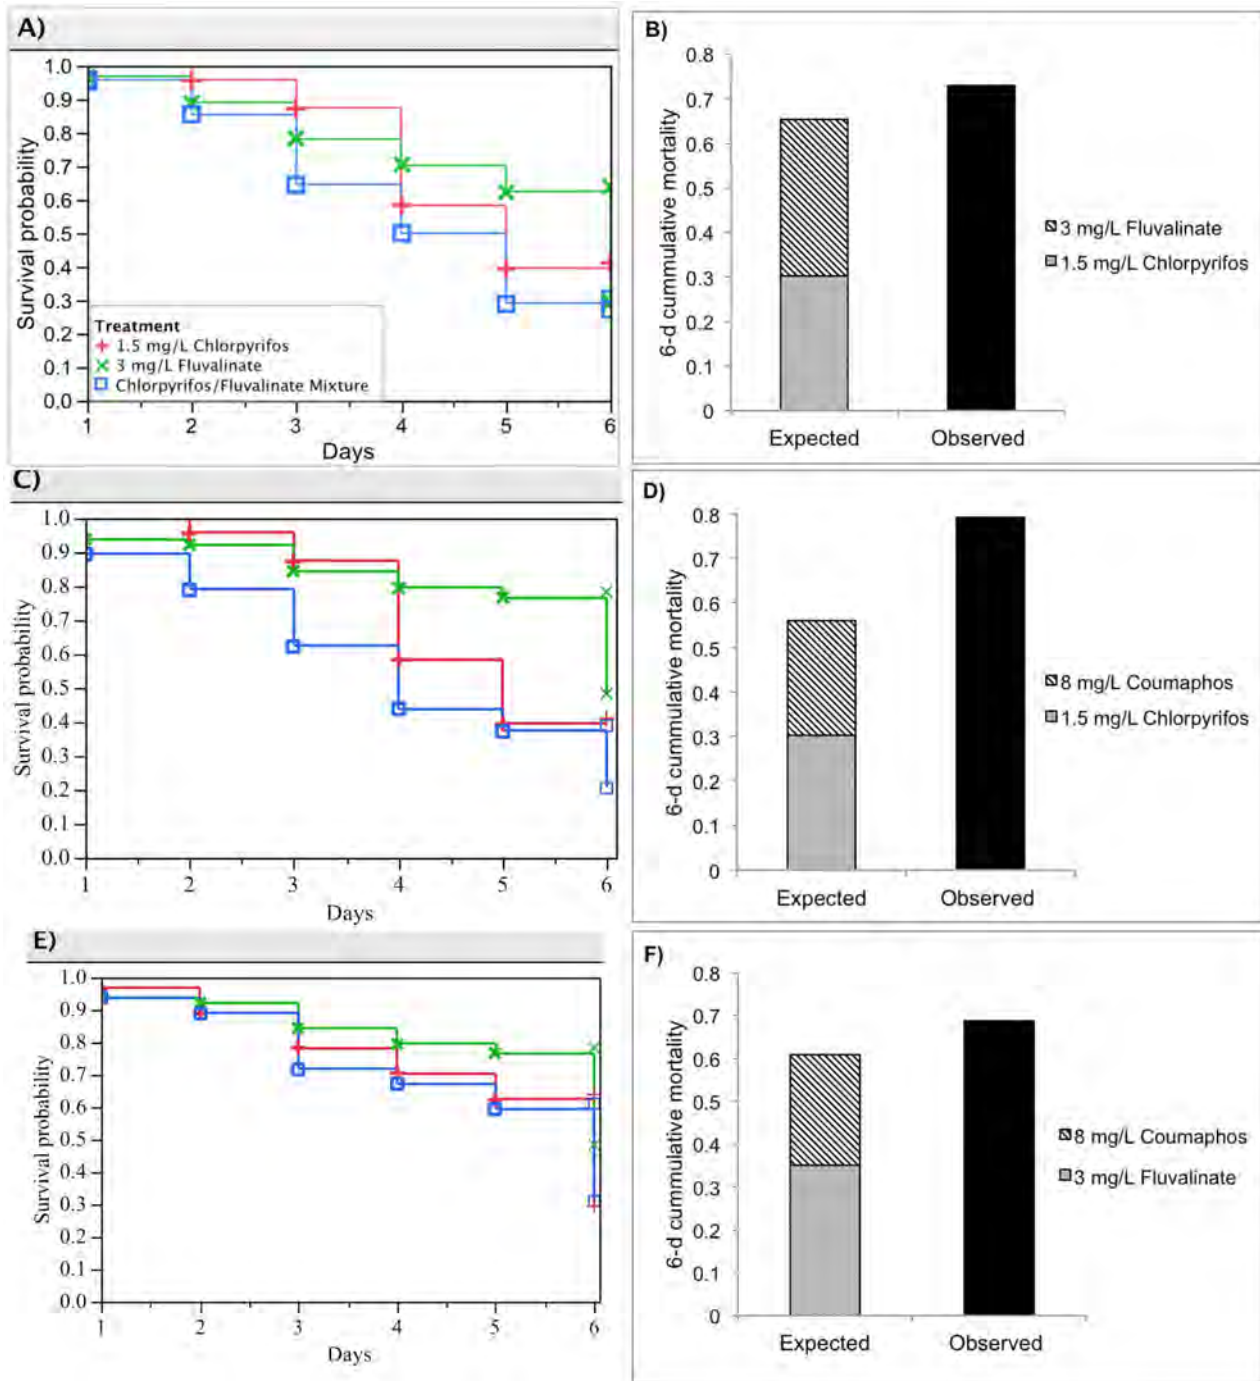 A)
1.0
0.9
0.8
0.7
0.6
0.5
0.4
0.3
0.2
0.1
0.0
Survival probability
Treatment
1.5 mg/L Chlorpyrifos
3 mg/L Fluvalinate
Chlorpyrifos/Fluvalinate Mixture
1 2 3 4 5 6
Days
B)
0.8
0.7
0.6
0.5
0.4
0.3
0.2
0.1
0
6-d cummulative mortality
Expected Observed
3 mg/L Fluvalinate
1.5 mg/L Chlorpyrifos
C)
1.0
0.9
0.8
0.7
0.6
0.5
0.4
0.3
0.2
0.1
0.0
Survival probability
1 2 3 4 5 6
Days
D)
0.8
0.7
0.6
0.5
0.4
0.3
0.2
0.1
0
6-d cummulative mortality
Expected Observed
8 mg/L Coumaphos
1.5 mg/L Chlorpyrifos
E)
1.0
0.9
0.8
0.7
0.6
0.5
0.4
0.3
0.2
0.1
0.0
Survival probability
1 2 3 4 5 6
Days
F)
0.8
0.7
0.6
0.5
0.4
0.3
0.2
0.1
0
6-d cummulative mortality
Expected Observed
8 mg/L Coumaphos
3 mg/L Fluvalinate